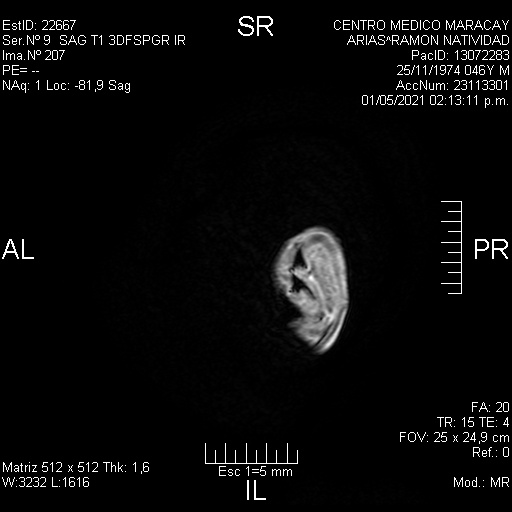 EstID: 22667
Ser.Nº 9 SAG T1 3DFSPGR IR
Ima.Nº 207
PE= --
NAq: 1 Loc: -81,9 Sag
SR
CENTRO MEDICO MARACAY
ARIAS^RAMON NATIVIDAD
PacID: 13072283
25/11/1974 046Y M
AccNum: 23113301
01/05/2021 02:13:11 p.m.
AL
PR
FA: 20
TR: 15 TE: 4
FOV: 25 x 24,9 cm
Ref.: 0
Mod.: MR
Matriz 512 x 512 Thk: 1,6
W:3232 L:1616
Esc 1=5 mm
IL